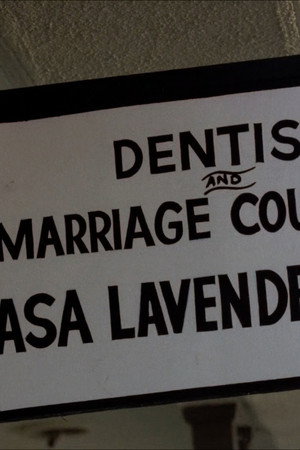 DENTIS
AND
MARRIAGE COU
ASA LAVENDE